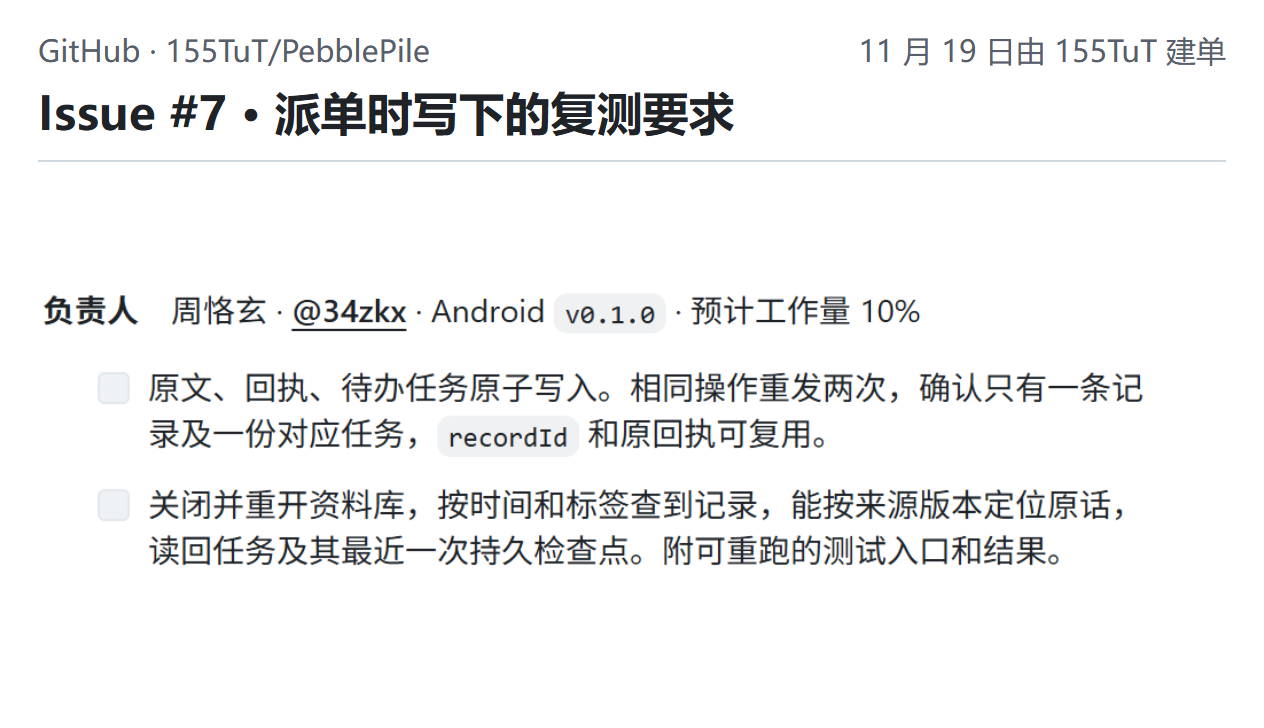 GitHub · 155TuT/PebblePile
11 月 19 日由 155TuT 建单
Issue #7 • 派单时写下的复测要求
负责人 周恪玄 · @34zkx · Android v0.1.0 · 预计工作量 10%
原文、回执、待办任务原子写入。相同操作重发两次，确认只有一条记
录及一份对应任务，recordId 和原回执可复用。
关闭并重开资料库，按时间和标签查到记录，能按来源版本定位原话，
读回任务及其最近一次持久检查点。附可重跑的测试入口和结果。